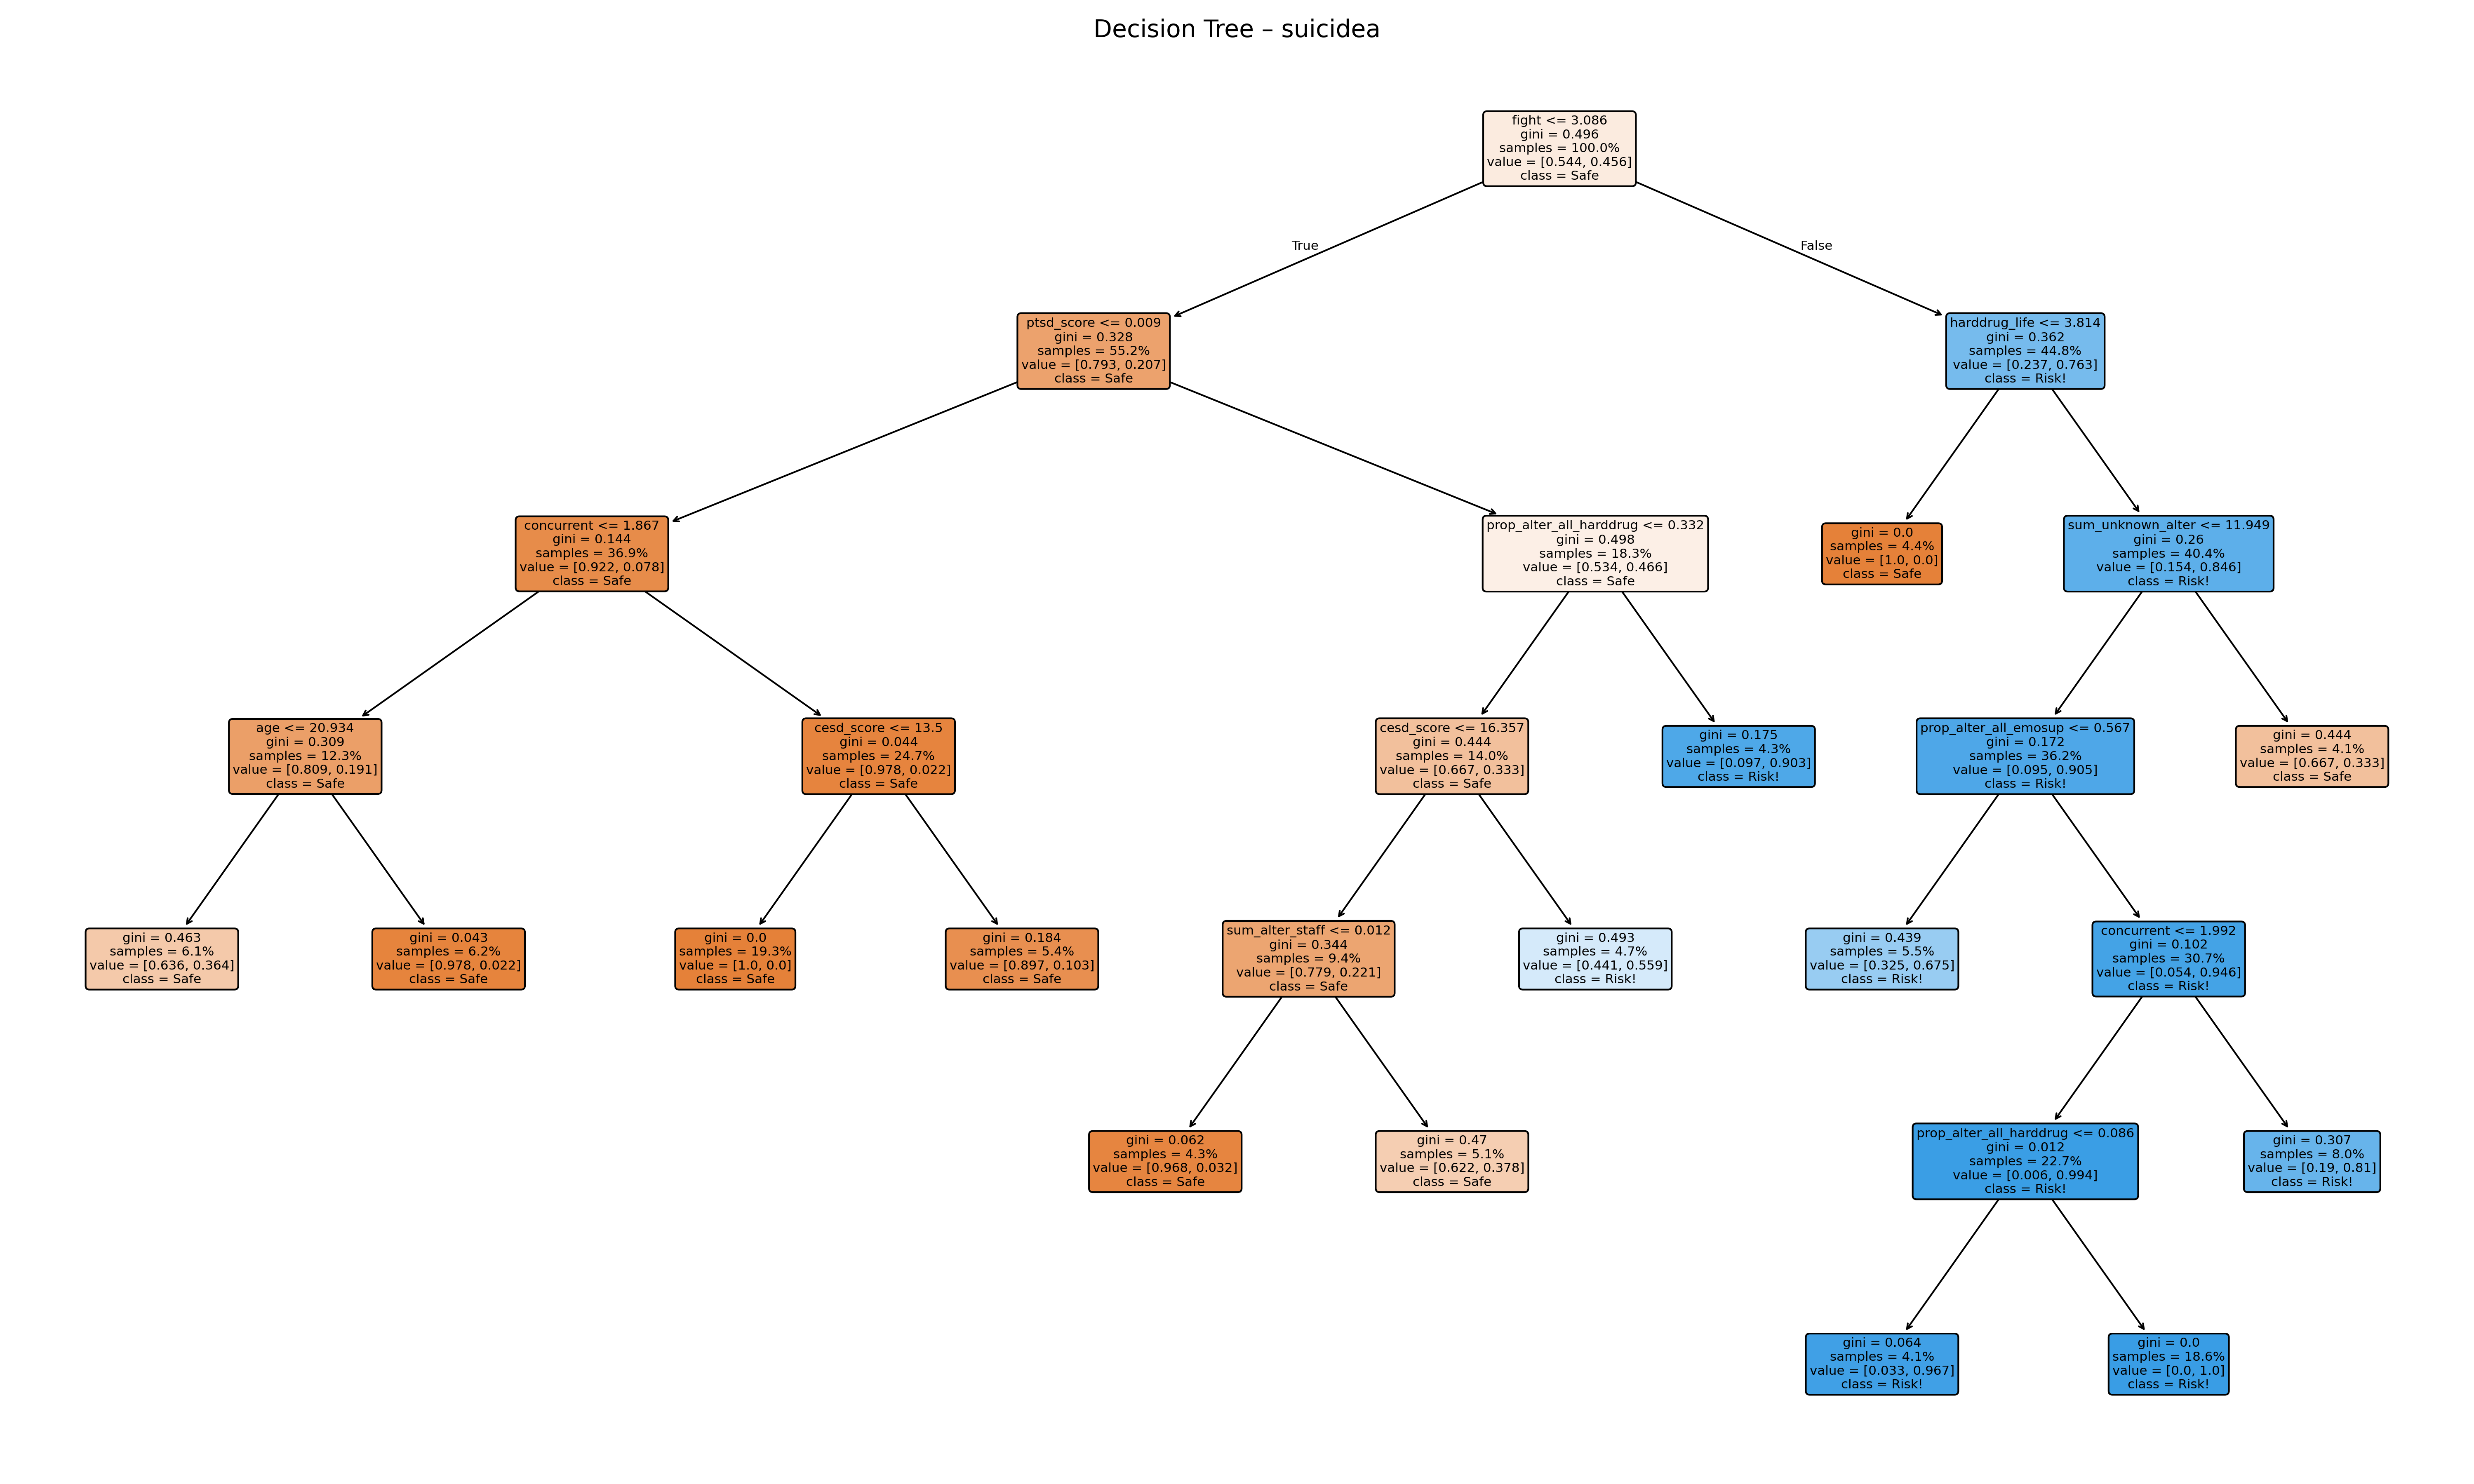 Decision Tree – suicidea
fight <= 3.086
gini = 0.496
samples = 100.0%
value = [0.544, 0.456]
class = Safe
True
False
ptsd_score <= 0.009
gini = 0.328
samples = 55.2%
value = [0.793, 0.207]
class = Safe
harddrug_life <= 3.814
gini = 0.362
samples = 44.8%
value = [0.237, 0.763]
class = Risk!
concurrent <= 1.867
gini = 0.144
samples = 36.9%
value = [0.922, 0.078]
class = Safe
prop_alter_all_harddrug <= 0.332
gini = 0.498
samples = 18.3%
value = [0.534, 0.466]
class = Safe
gini = 0.0
samples = 4.4%
value = [1.0, 0.0]
class = Safe
sum_unknown_alter <= 11.949
gini = 0.26
samples = 40.4%
value = [0.154, 0.846]
class = Risk!
age <= 20.934
gini = 0.309
samples = 12.3%
value = [0.809, 0.191]
class = Safe
cesd_score <= 13.5
gini = 0.044
samples = 24.7%
value = [0.978, 0.022]
class = Safe
cesd_score <= 16.357
gini = 0.444
samples = 14.0%
value = [0.667, 0.333]
class = Safe
gini = 0.175
samples = 4.3%
value = [0.097, 0.903]
class = Risk!
prop_alter_all_emosup <= 0.567
gini = 0.172
samples = 36.2%
value = [0.095, 0.905]
class = Risk!
gini = 0.444
samples = 4.1%
value = [0.667, 0.333]
class = Safe
gini = 0.463
samples = 6.1%
value = [0.636, 0.364]
class = Safe
gini = 0.043
samples = 6.2%
value = [0.978, 0.022]
class = Safe
gini = 0.0
samples = 19.3%
value = [1.0, 0.0]
class = Safe
gini = 0.184
samples = 5.4%
value = [0.897, 0.103]
class = Safe
sum_alter_staff <= 0.012
gini = 0.344
samples = 9.4%
value = [0.779, 0.221]
class = Safe
gini = 0.493
samples = 4.7%
value = [0.441, 0.559]
class = Risk!
gini = 0.439
samples = 5.5%
value = [0.325, 0.675]
class = Risk!
concurrent <= 1.992
gini = 0.102
samples = 30.7%
value = [0.054, 0.946]
class = Risk!
gini = 0.062
samples = 4.3%
value = [0.968, 0.032]
class = Safe
gini = 0.47
samples = 5.1%
value = [0.622, 0.378]
class = Safe
prop_alter_all_harddrug <= 0.086
gini = 0.012
samples = 22.7%
value = [0.006, 0.994]
class = Risk!
gini = 0.307
samples = 8.0%
value = [0.19, 0.81]
class = Risk!
gini = 0.064
samples = 4.1%
value = [0.033, 0.967]
class = Risk!
gini = 0.0
samples = 18.6%
value = [0.0, 1.0]
class = Risk!